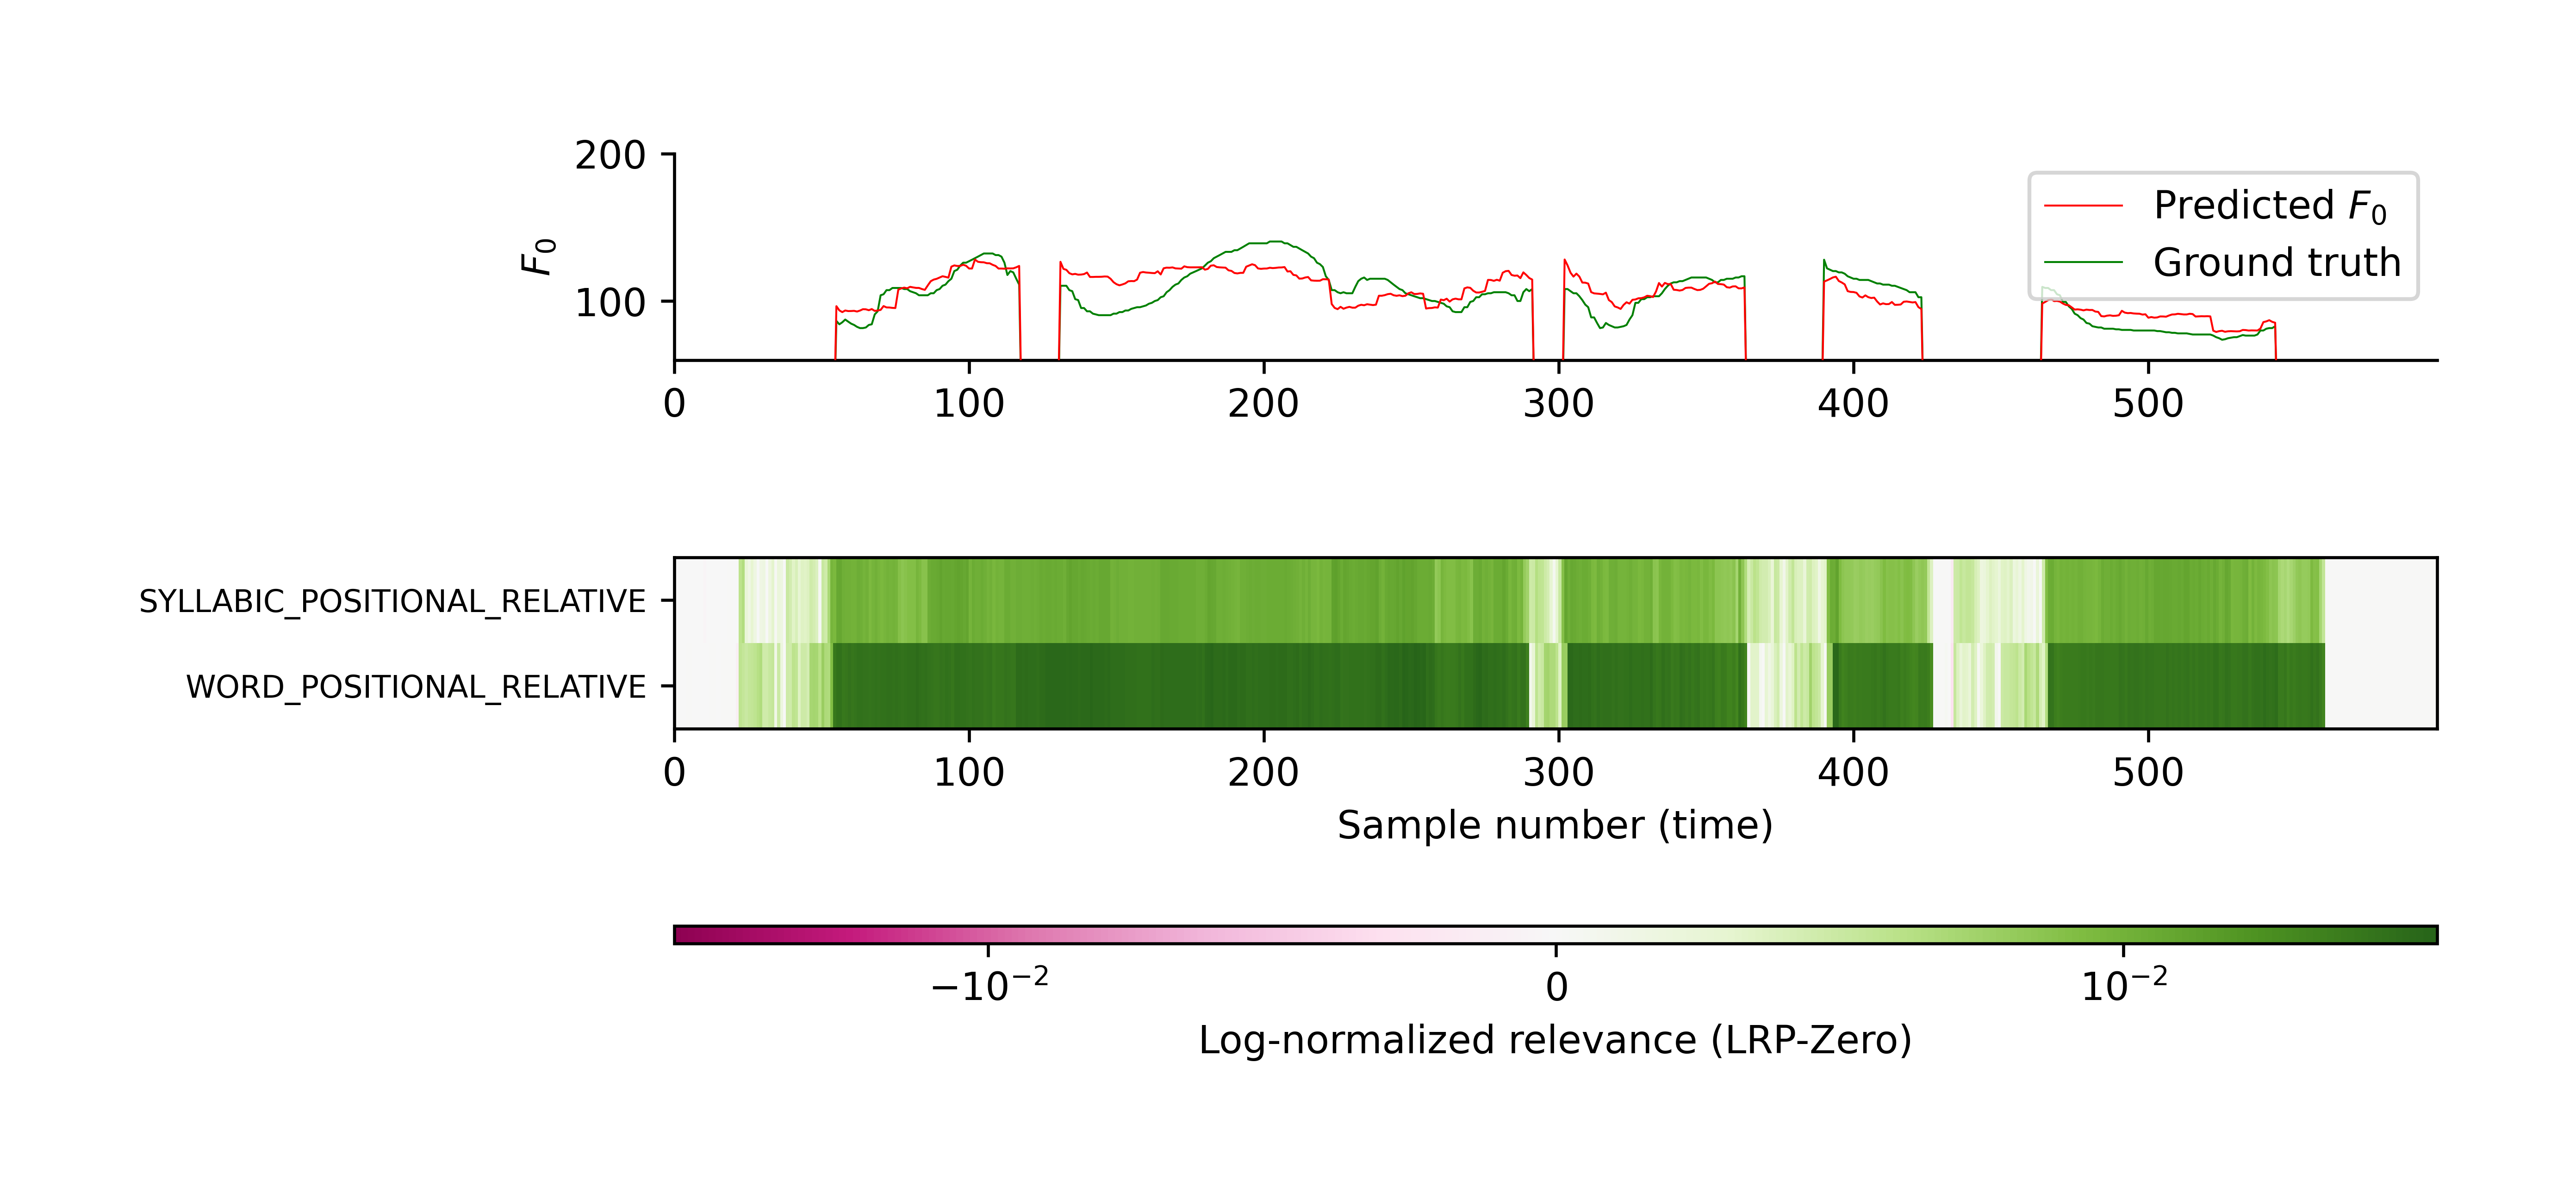 200
100
F₀
Predicted F₀
Ground truth
0 100 200 300 400 500
SYLLABIC_POSITIONAL_RELATIVE
WORD_POSITIONAL_RELATIVE
0 100 200 300 400 500
Sample number (time)
−10⁻² 0 10⁻²
Log-normalized relevance (LRP-Zero)